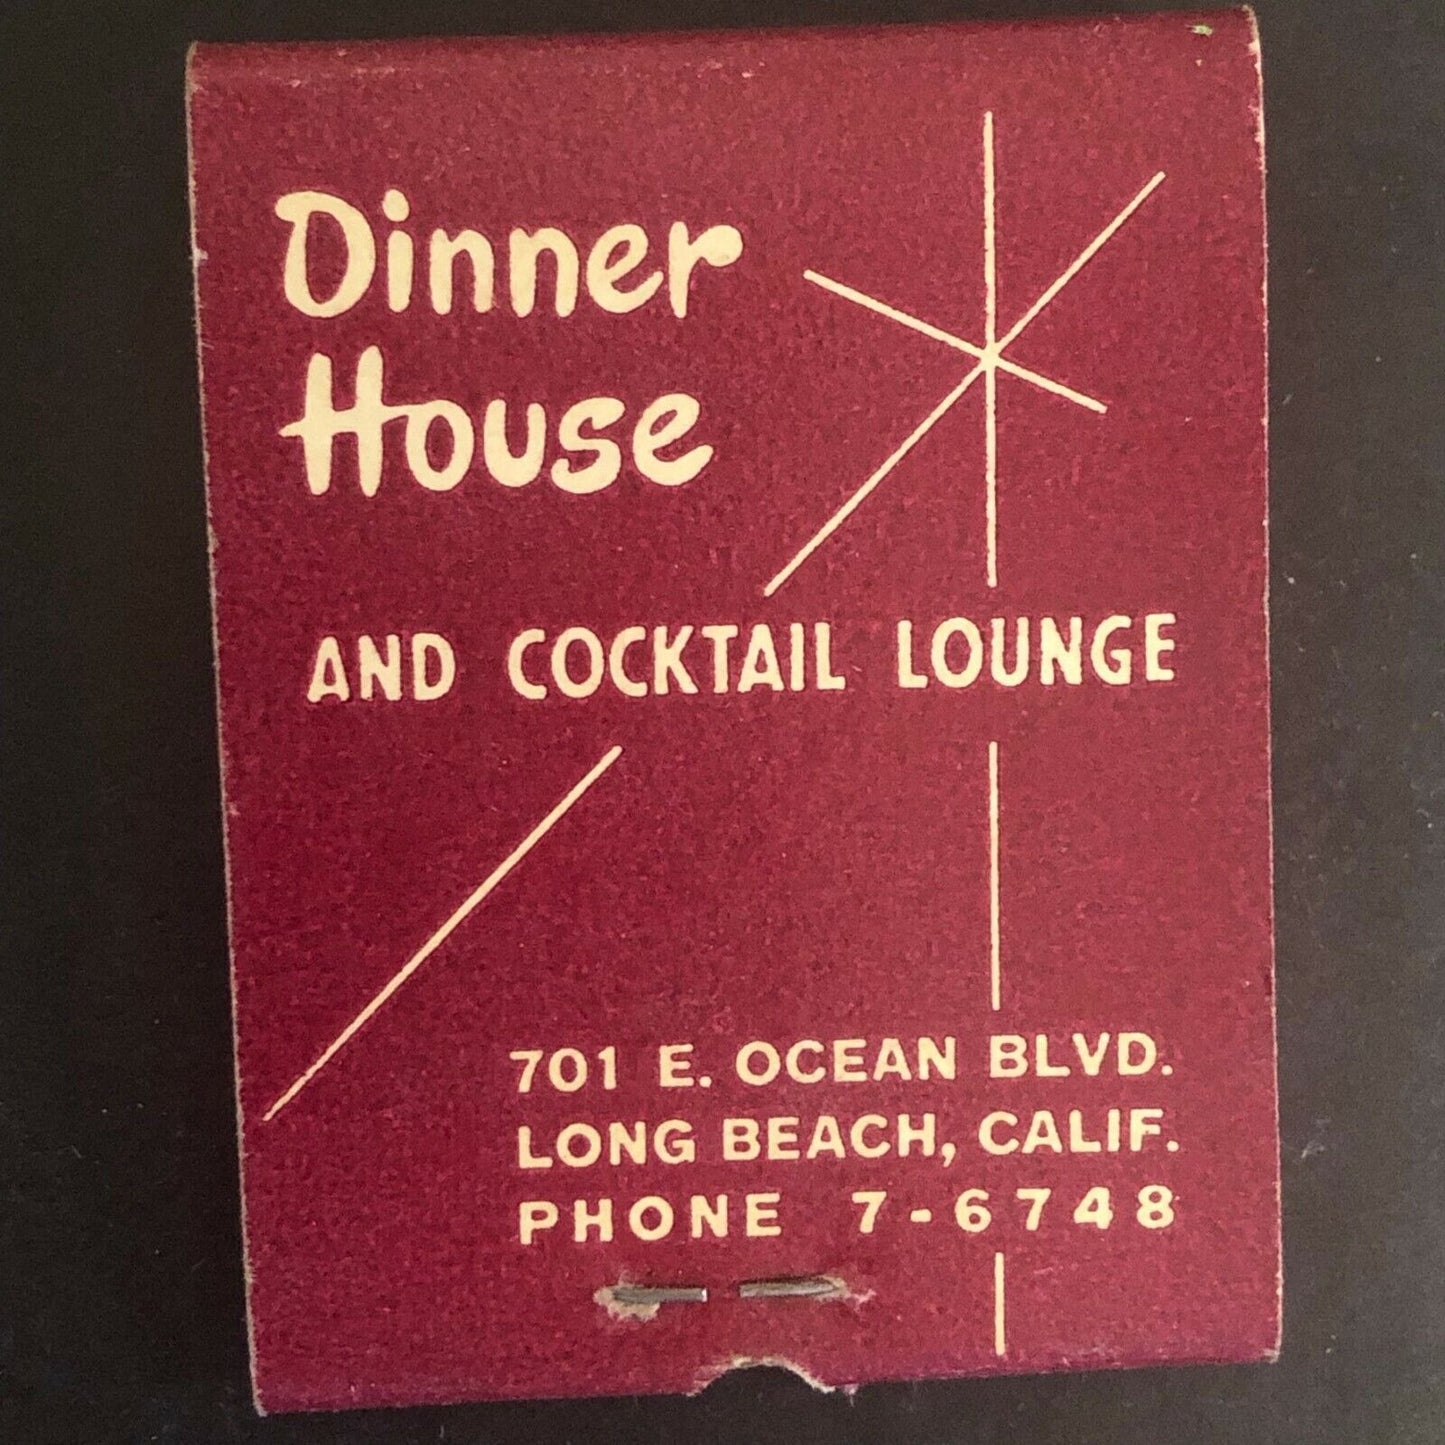 Dinner
House
AND COCKTAIL LOUNGE
701 E. OCEAN BLVD.
LONG BEACH, CALIF.
PHONE 7-6748